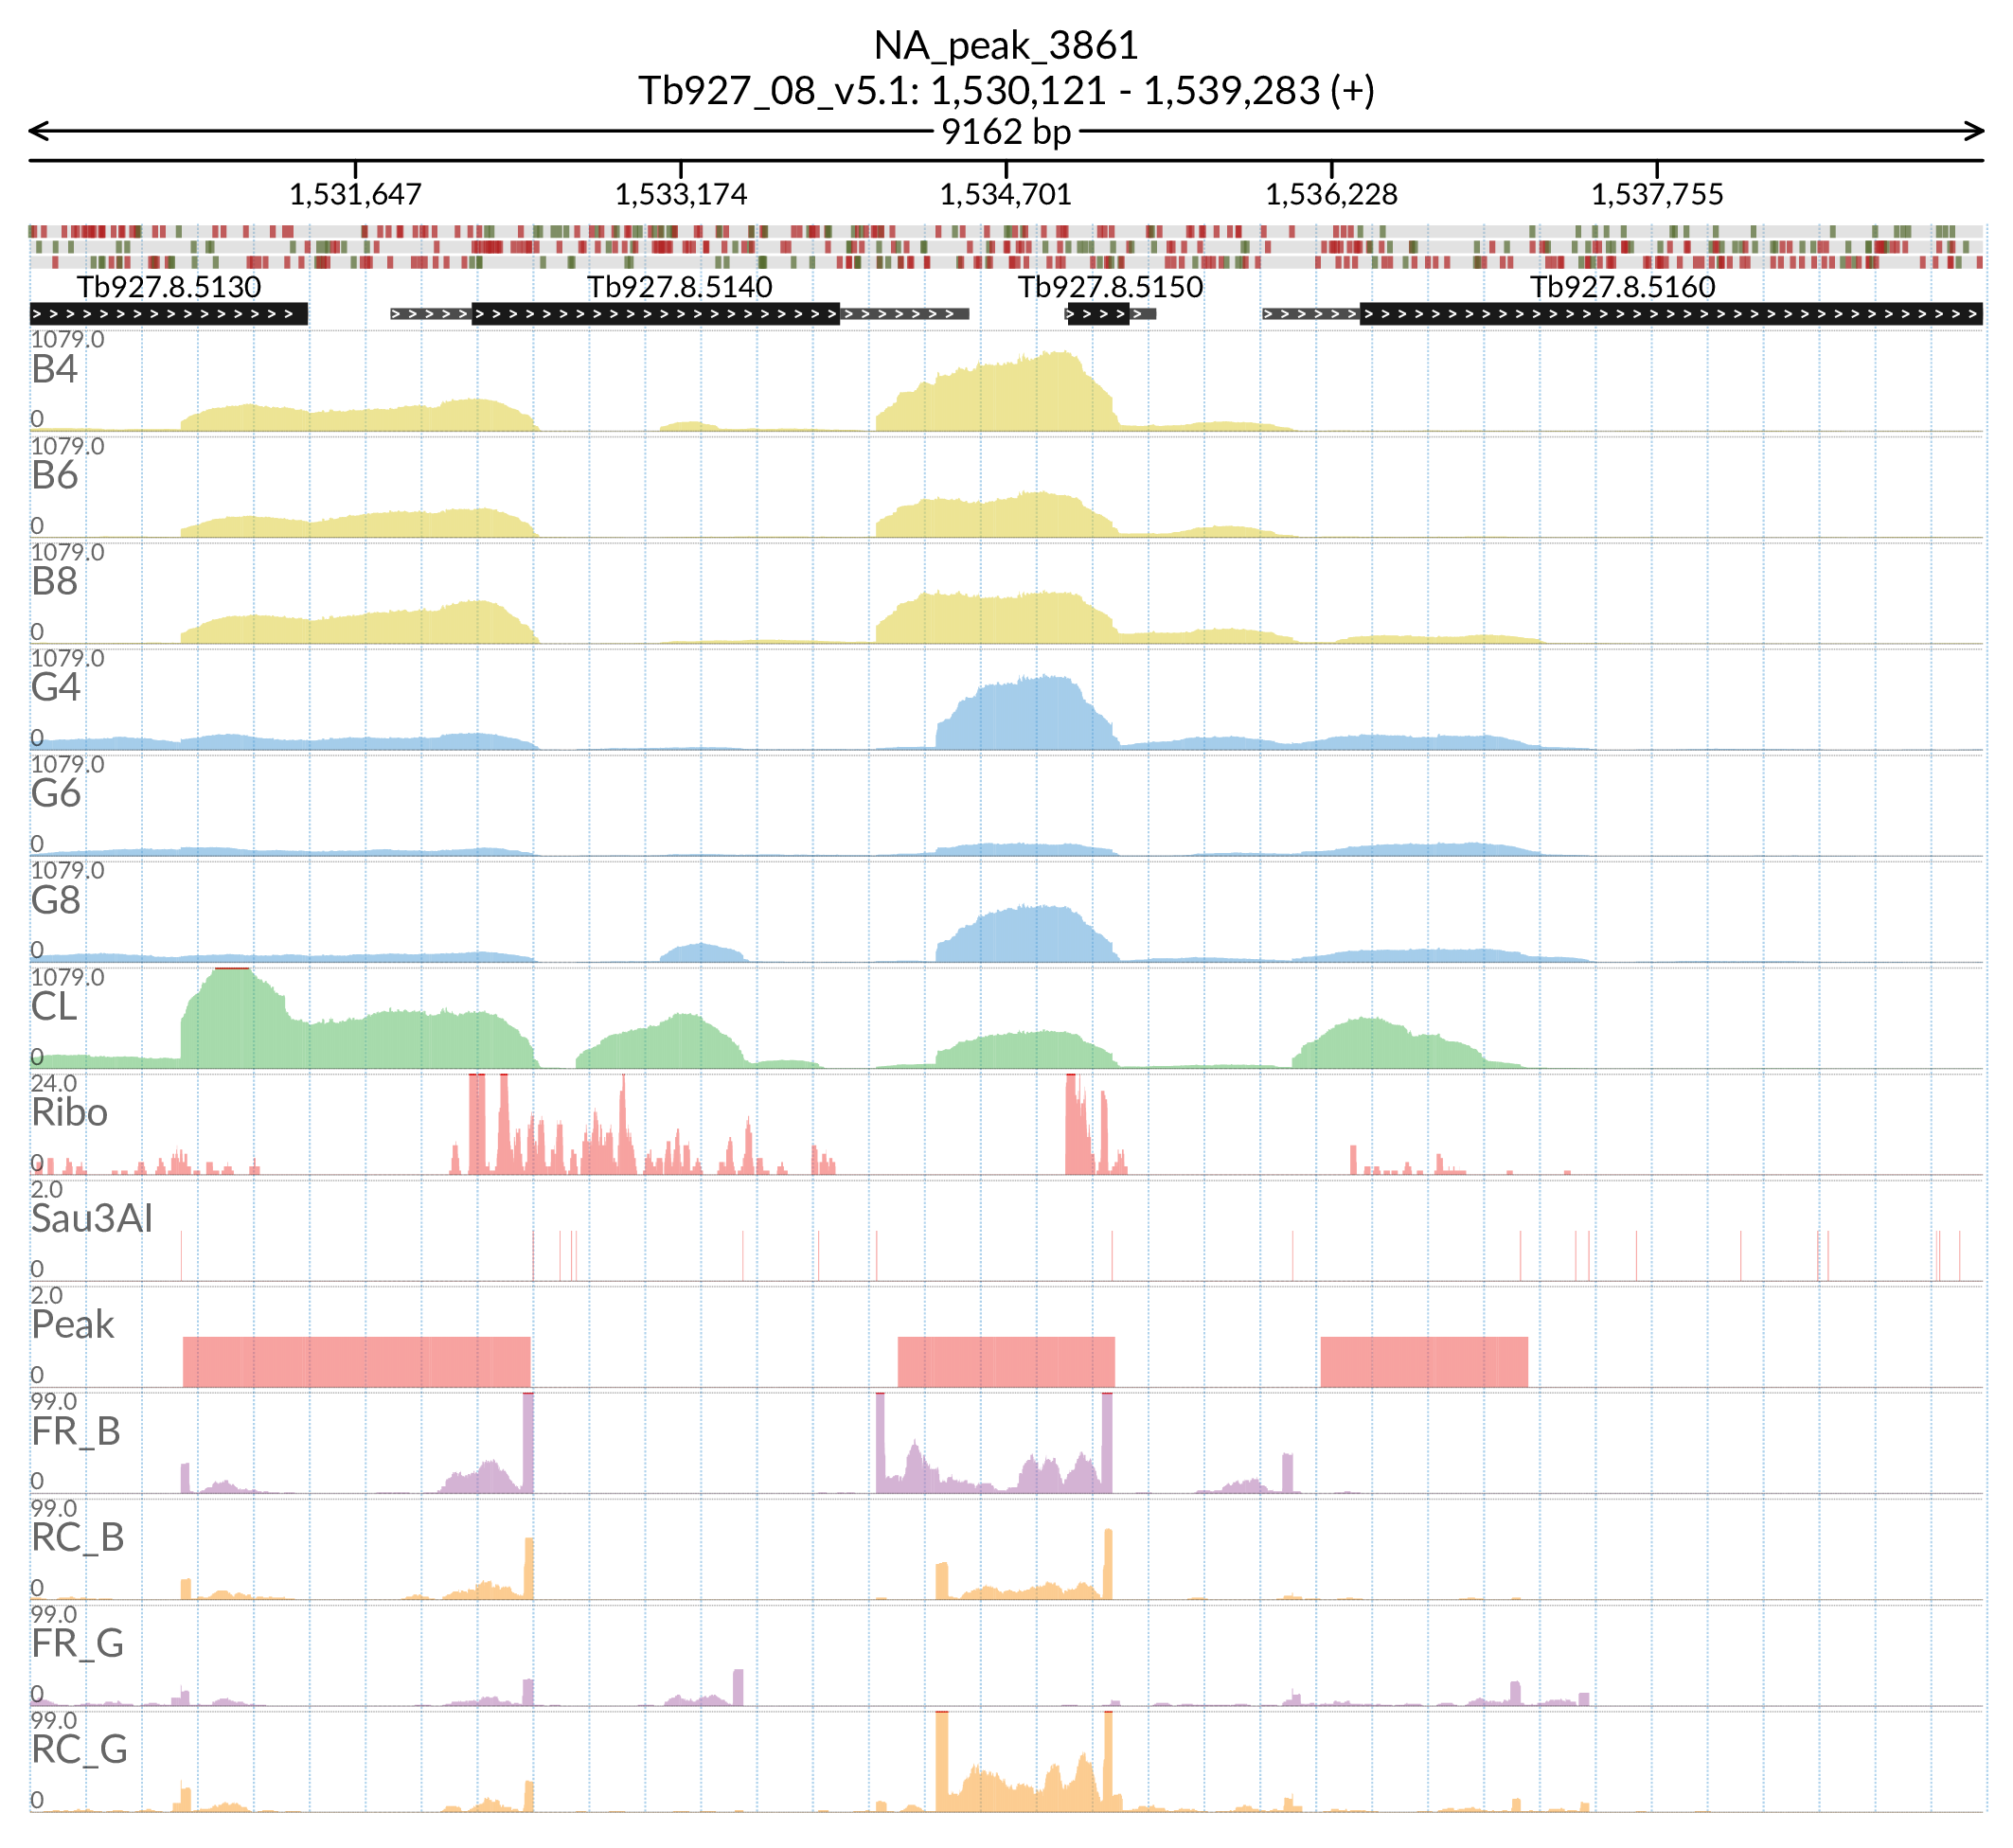 NA_peak_3861
Tb927_08_v5.1: 1,530,121 - 1,539,283 (+)
9162 bp
1,531,647 1,533,174 1,534,701 1,536,228 1,537,755
Tb927.8.5130 Tb927.8.5140 Tb927.8.5150 Tb927.8.5160
1079.0
B4
0
1079.0
B6
0
1079.0
B8
0
1079.0
G4
0
1079.0
G6
0
1079.0
G8
0
1079.0
CL
0
24.0
Ribo
0
2.0
Sau3AI
0
2.0
Peak
0
99.0
FR_B
0
99.0
RC_B
0
99.0
FR_G
0
99.0
RC_G
0